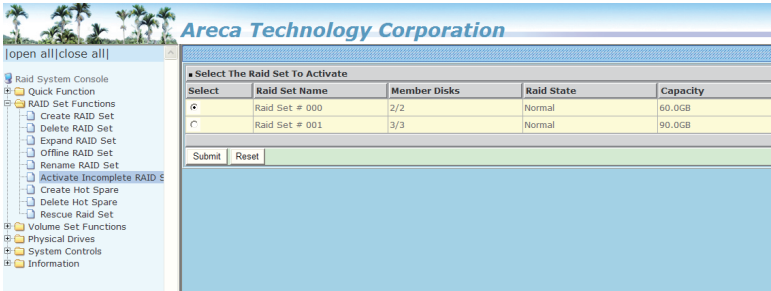 Areca Technology Corporation
|open all|close all|
Raid System Console
Quick Function
RAID Set Functions
Create RAID Set
Delete RAID Set
Expand RAID Set
Offline RAID Set
Rename RAID Set
Activate Incomplete RAID S
Create Hot Spare
Delete Hot Spare
Rescue Raid Set
Volume Set Functions
Physical Drives
System Controls
Information
Select The Raid Set To Activate
Select Raid Set Name Member Disks Raid State Capacity
Raid Set # 000 2/2 Normal 60.0GB
Raid Set # 001 3/3 Normal 90.0GB
Submit Reset